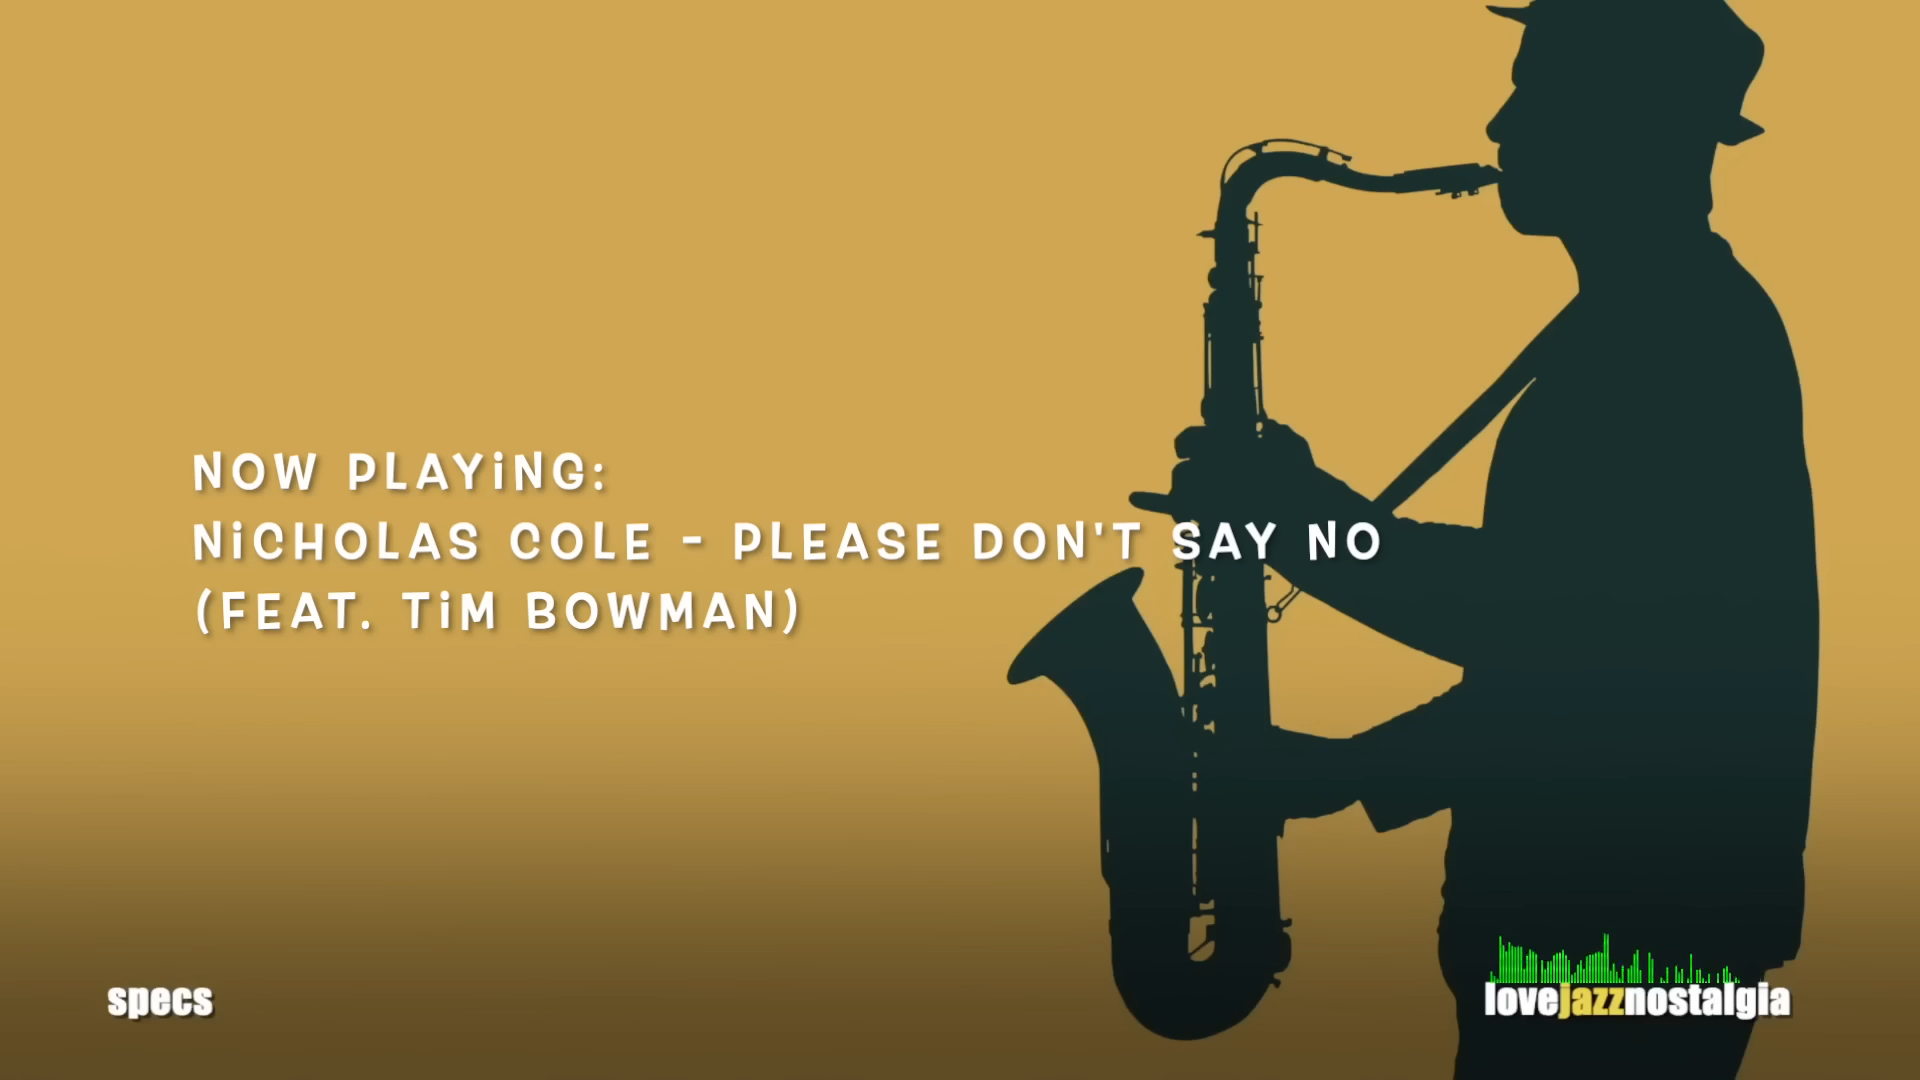 NOW PLAYiNG:
NiCHOLAS COLE - PLEASE DON'T SAY NO
(FEAT. TiM BOWMAN)
specs
lovejazznostalgia